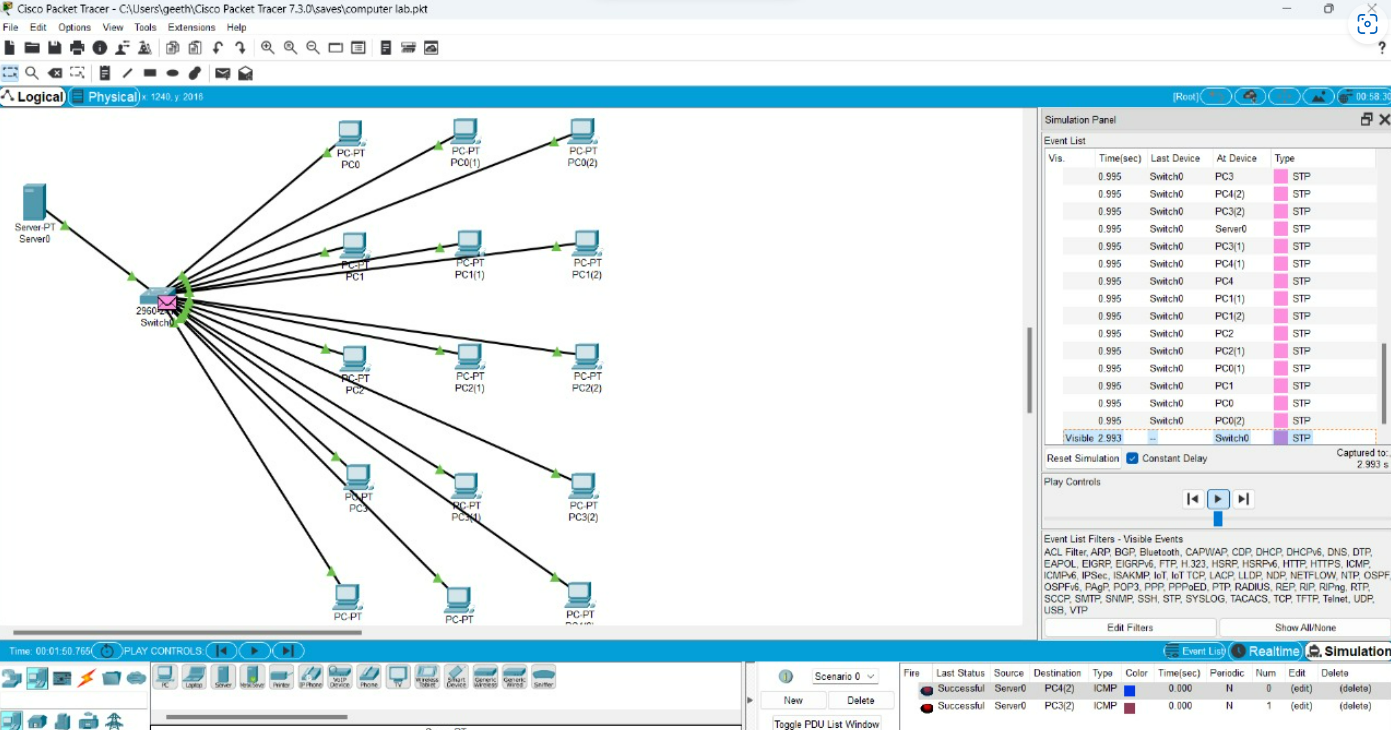 Cisco Packet Tracer - C:\Users\geeth\Cisco Packet Tracer 7.3.0\saves\computer lab.pkt
File Edit Options View Tools Extensions Help
?
Logical Physical x: 1240, y: 2016 [Root] 00:58:30
PC-PT
PC0
PC-PT
PC0(1)
PC-PT
PC0(2)
Server-PT
Server0
PC-PT
PC1
PC-PT
PC1(1)
PC-PT
PC1(2)
Switch0
PC-PT
PC2
PC-PT
PC2(1)
PC-PT
PC2(2)
PC-PT
PC3
PC-PT
PC3(1)
PC-PT
PC3(2)
PC-PT
PC-PT
PC-PT
Simulation Panel
Event List
Vis. Time(sec) Last Device At Device Type
0.995 Switch0 PC3 STP
0.995 Switch0 PC4(2) STP
0.995 Switch0 PC3(2) STP
0.995 Switch0 Server0 STP
0.995 Switch0 PC3(1) STP
0.995 Switch0 PC4(1) STP
0.995 Switch0 PC4 STP
0.995 Switch0 PC1(1) STP
0.995 Switch0 PC1(2) STP
0.995 Switch0 PC2 STP
0.995 Switch0 PC2(1) STP
0.995 Switch0 PC0(1) STP
0.995 Switch0 PC1 STP
0.995 Switch0 PC0 STP
0.995 Switch0 PC0(2) STP
Visible 2.993 -- Switch0 STP
Reset Simulation Constant Delay Captured to:
2.993 s
Play Controls
Event List Filters - Visible Events
ACL Filter, ARP, BGP, Bluetooth, CAPWAP, CDP, DHCP, DHCPv6, DNS, DTP,
EAPOL, EIGRP, EIGRPv6, FTP, H.323, HSRP, HSRPv6, HTTP, HTTPS, ICMP,
ICMPv6, IPSec, ISAKMP, IoT, IoT TCP, LACP, LLDP, NDP, NETFLOW, NTP, OSPF,
OSPFv6, PAgP, POP3, PPP, PPPoED, PTP, RADIUS, REP, RIP, RIPng, RTP,
SCCP, SMTP, SNMP, SSH, STP, SYSLOG, TACACS, TCP, TFTP, Telnet, UDP,
USB, VTP
Edit Filters Show All/None
Time: 00:01:50.765 PLAY CONTROLS: Event List Realtime Simulation
PC Laptop Server Printer IP Phone VoIP Device Phone TV Wireless Tablet Smart Device Generic Wireless Generic Wired Sniffer
Scenario 0
New Delete
Toggle PDU List Window
Fire Last Status Source Destination Type Color Time(sec) Periodic Num Edit Delete
Successful Server0 PC4(2) ICMP 0.000 N 0 (edit) (delete)
Successful Server0 PC3(2) ICMP 0.000 N 1 (edit) (delete)